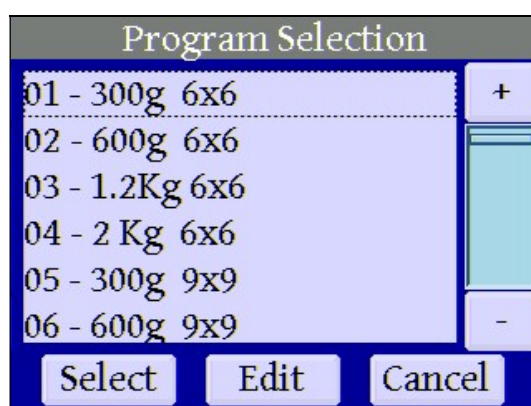 Program Selection
01 - 300g 6x6
02 - 600g 6x6
03 - 1.2Kg 6x6
04 - 2 Kg 6x6
05 - 300g 9x9
06 - 600g 9x9
+
-
Select Edit Cancel